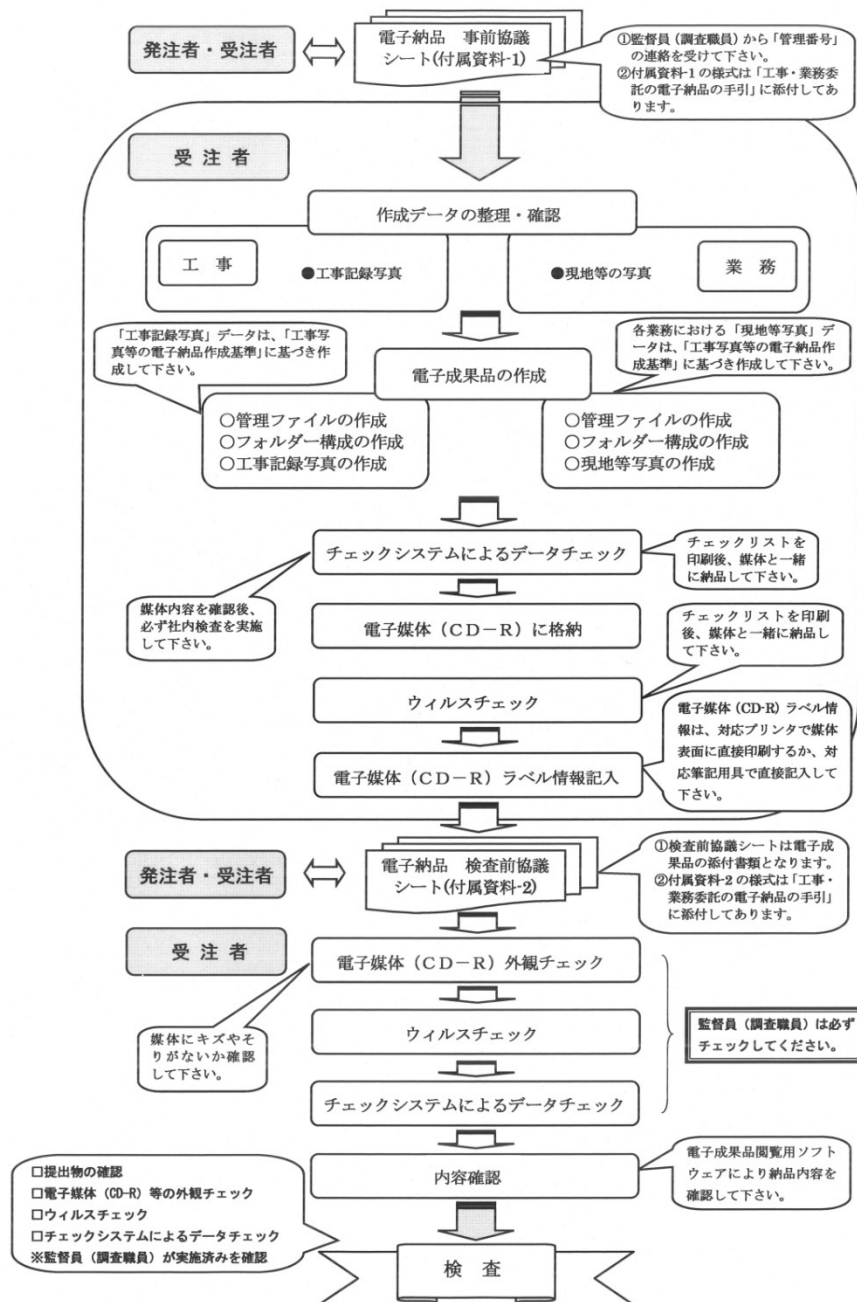 発注者・受注者
電子納品　事前協議
シート(付属資料-1)
①監督員(調査職員)から「管理番号」
の連絡を受けて下さい。
②付属資料-1の様式は「工事・業務委
託の電子納品の手引」に添付してあ
ります。
受 注 者
作成データの整理・確認
工　事
●工事記録写真
●現地等の写真
業　務
「工事記録写真」データは、「工事写
真等の電子納品作成基準」に基づき作
成して下さい。
各業務における「現地等写真」デ
ータは、「工事写真等の電子納品作
成基準」に基づき作成して下さい。
電子成果品の作成
○管理ファイルの作成
○フォルダー構成の作成
○工事記録写真の作成
○管理ファイルの作成
○フォルダー構成の作成
○現地等写真の作成
チェックシステムによるデータチェック
チェックリストを
印刷後、媒体と一緒
に納品して下さい。
媒体内容を確認後、
必ず社内検査を実施
して下さい。
電子媒体（CD－R）に格納
チェックリストを印刷
後、媒体と一緒に納品し
て下さい。
ウィルスチェック
電子媒体(CD-R)ラベル情
報は、対応プリンタで媒体
表面に直接印刷するか、対
応筆記用具で直接記入して
下さい。
電子媒体（CD－R）ラベル情報記入
発注者・受注者
電子納品　検査前協議
シート(付属資料-2)
①検査前協議シートは電子成
果品の添付書類となります。
②付属資料-2の様式は「工事・
業務委託の電子納品の手引」
に添付してあります。
受 注 者
電子媒体（CD－R）外観チェック
媒体にキズやそ
りがないか確認
して下さい。
ウィルスチェック
監督員（調査職員）は必ず
チェックしてください。
チェックシステムによるデータチェック
内容確認
電子成果品閲覧用ソフト
ウェアにより納品内容を
確認して下さい。
□提出物の確認
□電子媒体（CD-R）等の外観チェック
□ウィルスチェック
□チェックシステムによるデータチェック
※監督員（調査職員）が実施済みを確認
検　査